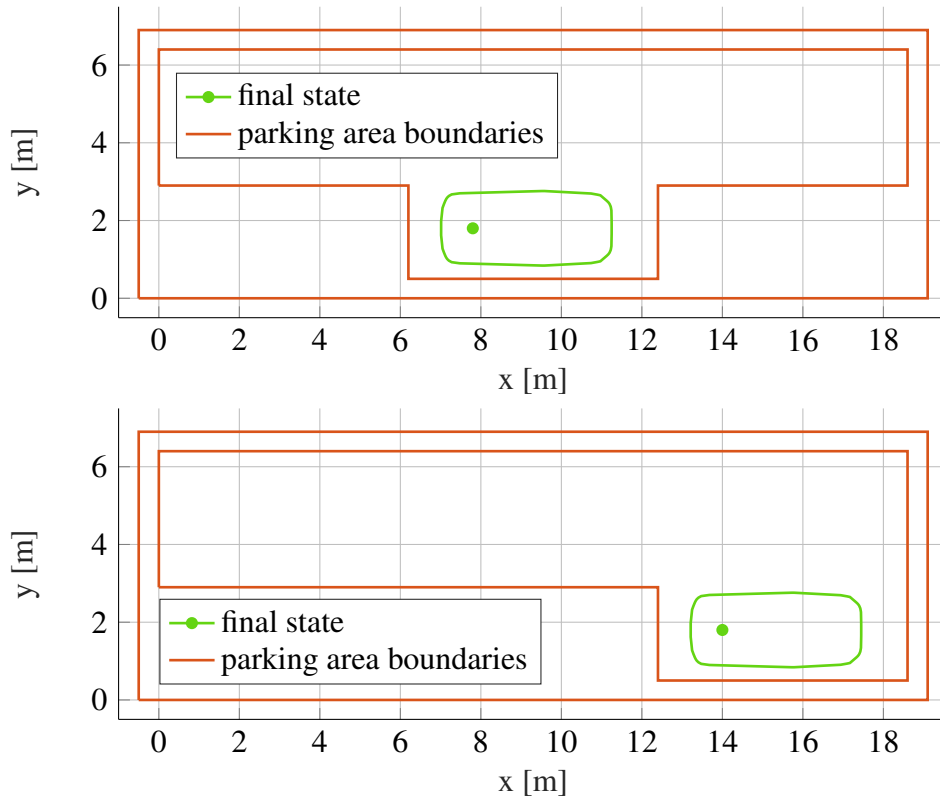 6
4
2
0
y [m]
final state
parking area boundaries
0 2 4 6 8 10 12 14 16 18
x [m]
6
4
2
0
y [m]
final state
parking area boundaries
0 2 4 6 8 10 12 14 16 18
x [m]